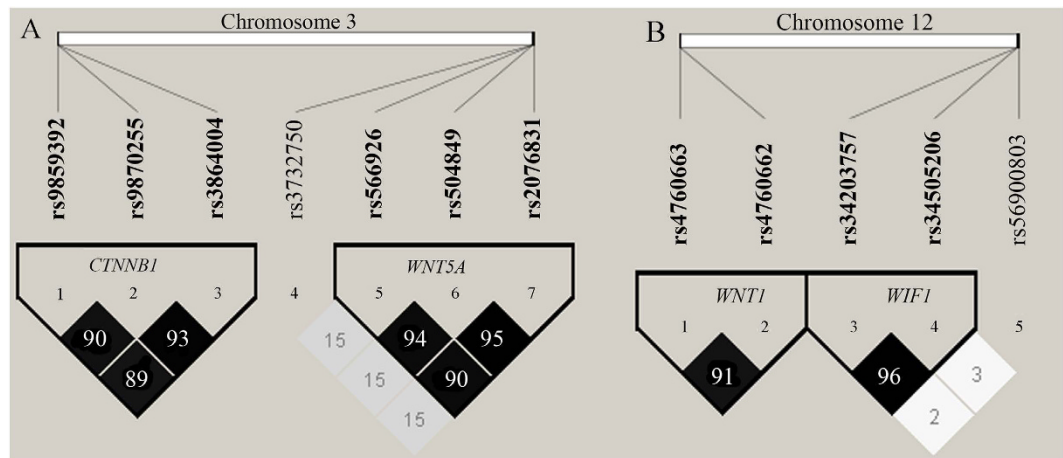 A
Chromosome 3
rs9859392
rs9870255
rs3864004
rs3732750
rs566926
rs504849
rs2076831
CTNNB1
WNT5A
1 2 3 4 5 6 7
90 93 15 94 95
89 15 90
15
B
Chromosome 12
rs4760663
rs4760662
rs34203757
rs34505206
rs56900803
WNT1
WIF1
1 2 3 4 5
91 96 3
2